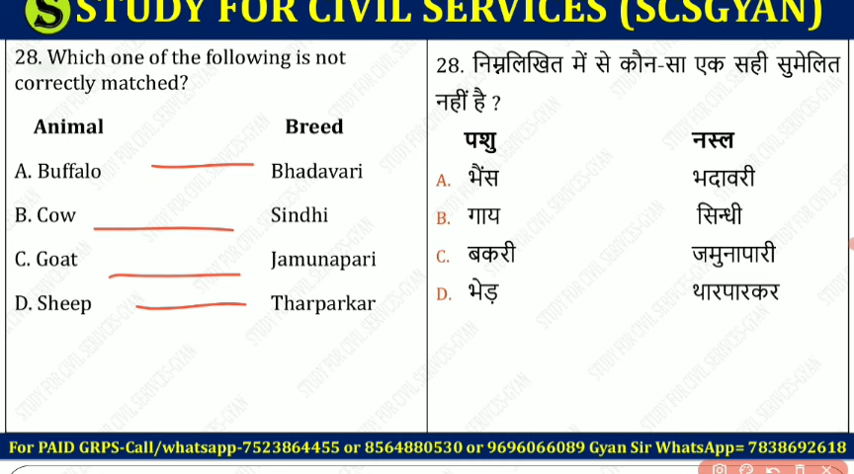 S STUDY FOR CIVIL SERVICES (SCSGYAN)
28. Which one of the following is not
correctly matched?
Animal Breed
A. Buffalo Bhadavari
B. Cow Sindhi
C. Goat Jamunapari
D. Sheep Tharparkar
28. निम्नलिखित में से कौन-सा एक सही सुमेलित
नहीं है ?
पशु नस्ल
A. भैंस भदावरी
B. गाय सिन्धी
C. बकरी जमुनापारी
D. भेड़ थारपारकर
For PAID GRPS-Call/whatsapp-7523864455 or 8564880530 or 9696066089 Gyan Sir WhatsApp= 7838692618